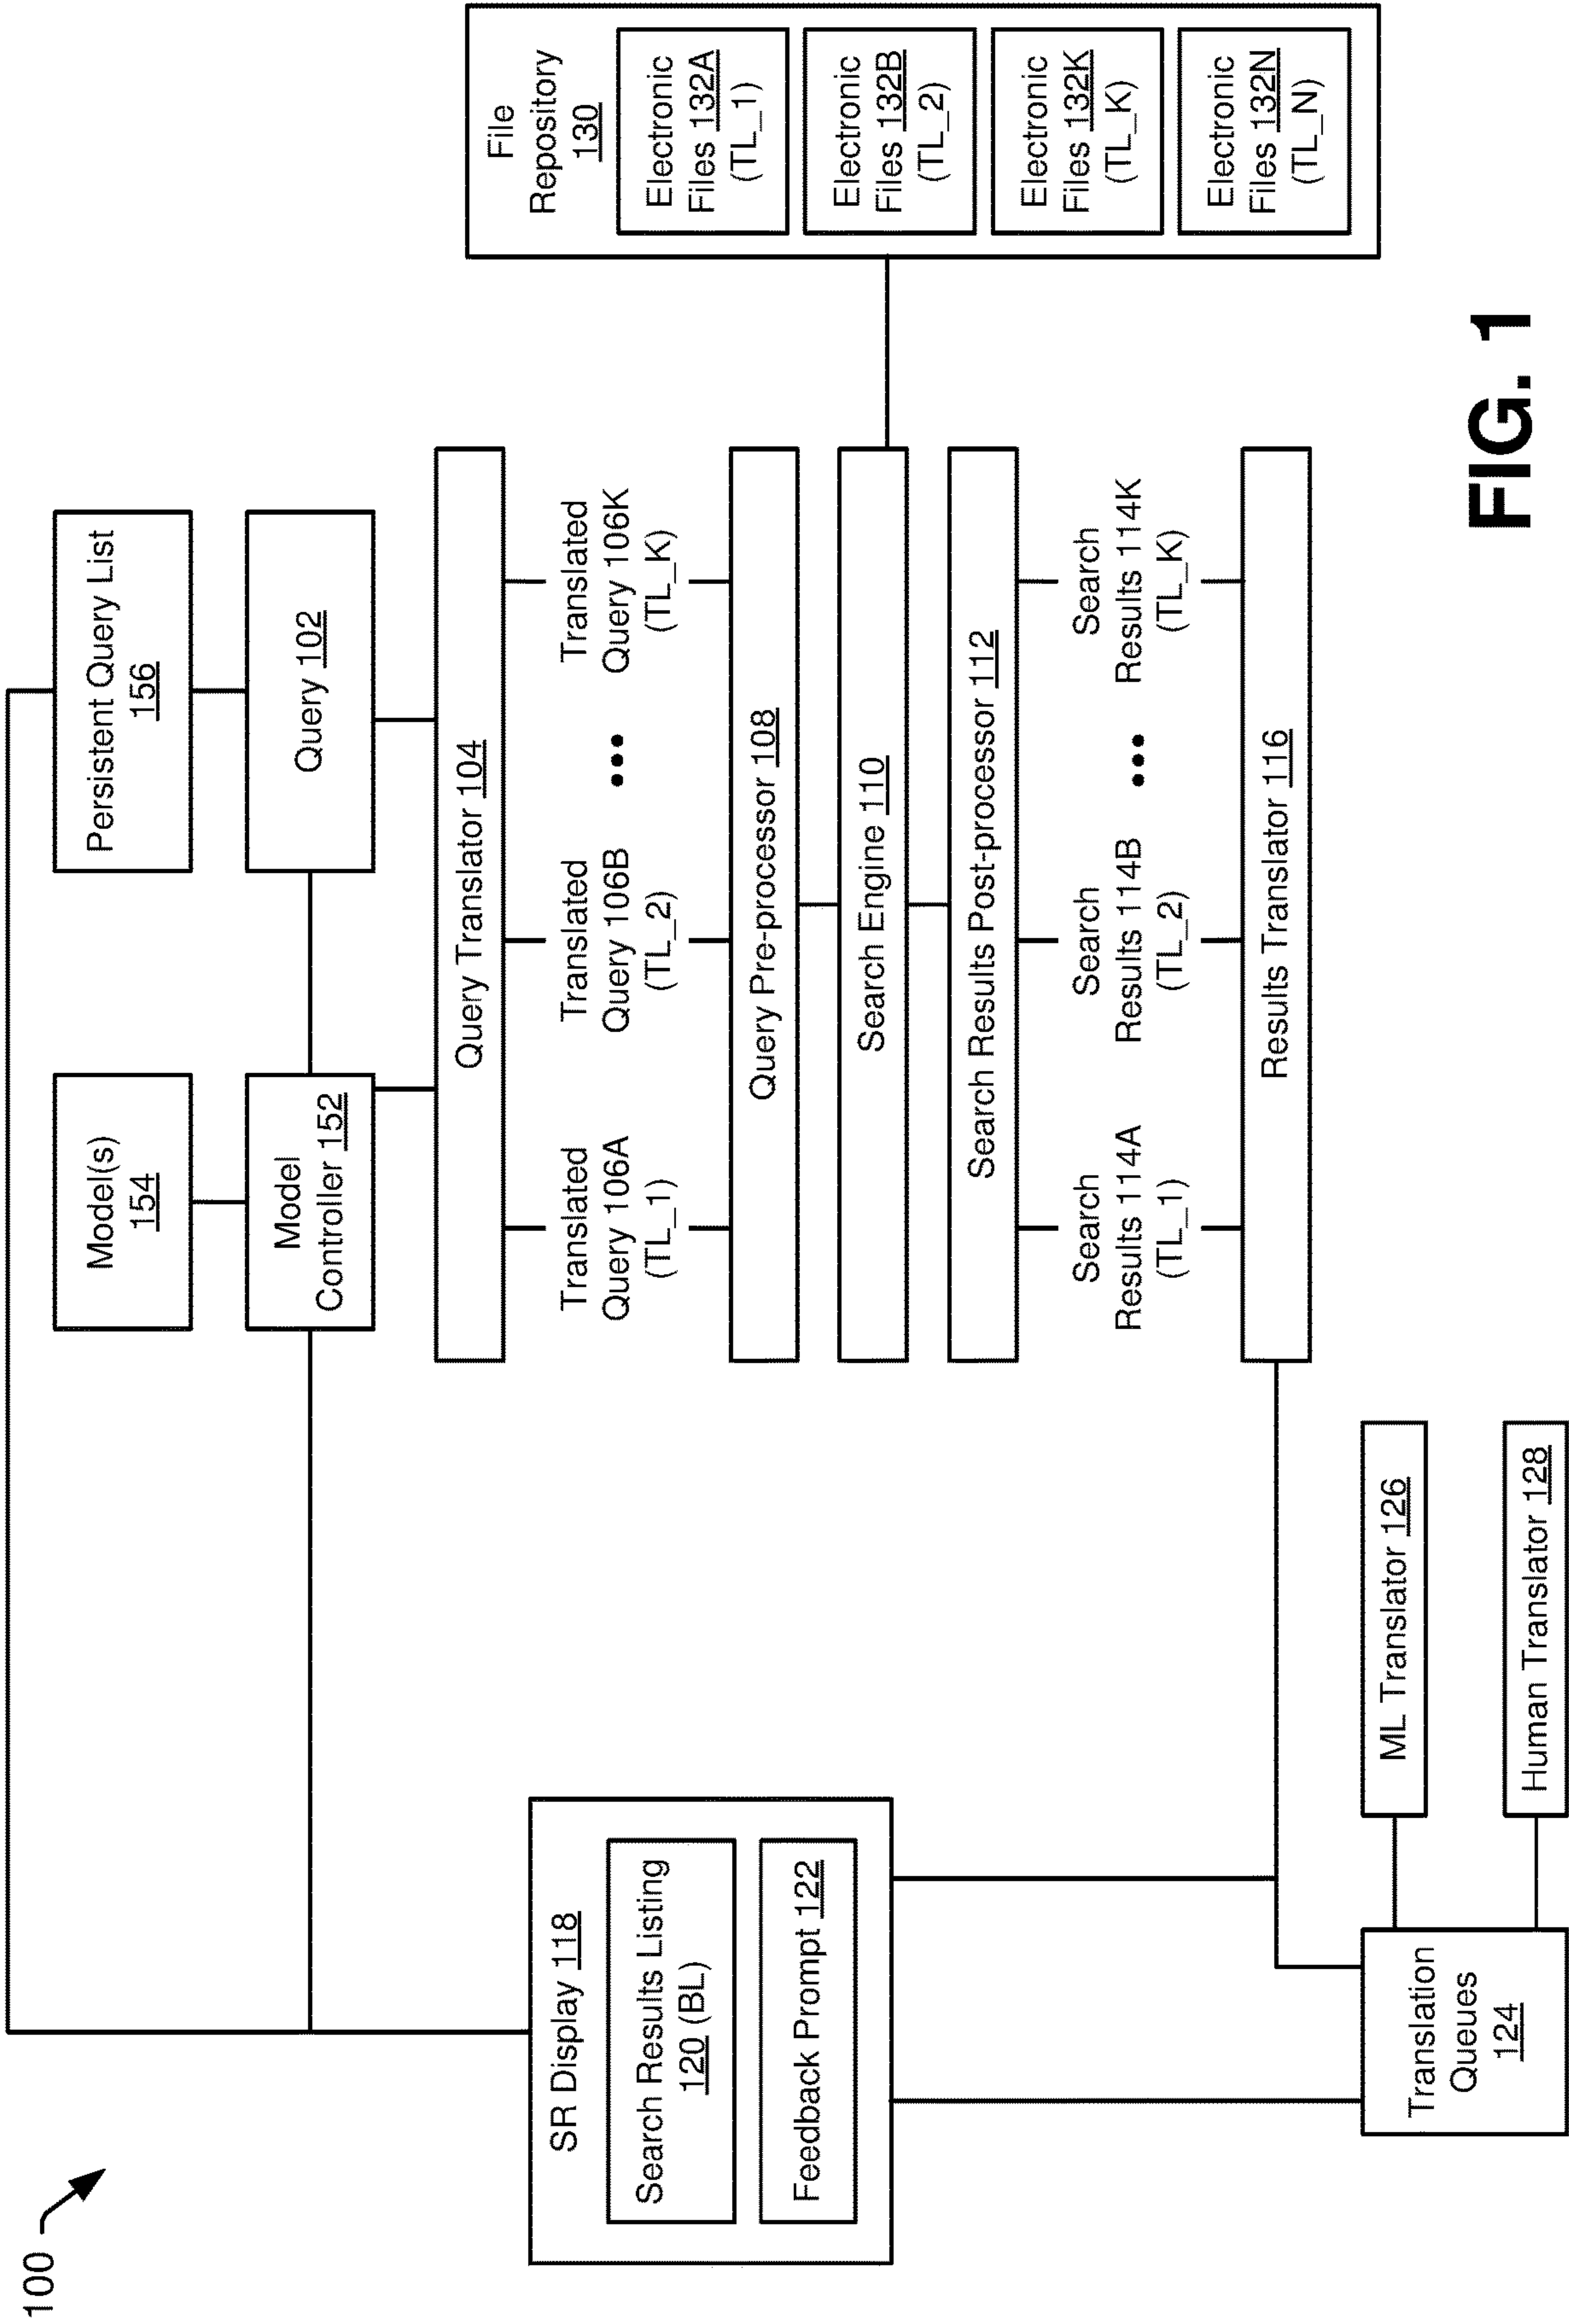 100
Model(s)
154
Persistent Query List
156
Model
Controller 152
Query 102
Query Translator 104
Translated
Query 106A
(TL_1)
Translated
Query 106B
(TL_2)
•••
Translated
Query 106K
(TL_K)
Query Pre-processor 108
Search Engine 110
Search Results Post-processor 112
Search
Results 114A
(TL_1)
Search
Results 114B
(TL_2)
•••
Search
Results 114K
(TL_K)
Results Translator 116
File
Repository
130
Electronic
Files 132A
(TL_1)
Electronic
Files 132B
(TL_2)
Electronic
Files 132K
(TL_K)
Electronic
Files 132N
(TL_N)
SR Display 118
Search Results Listing
120 (BL)
Feedback Prompt 122
Translation
Queues
124
ML Translator 126
Human Translator 128
FIG. 1